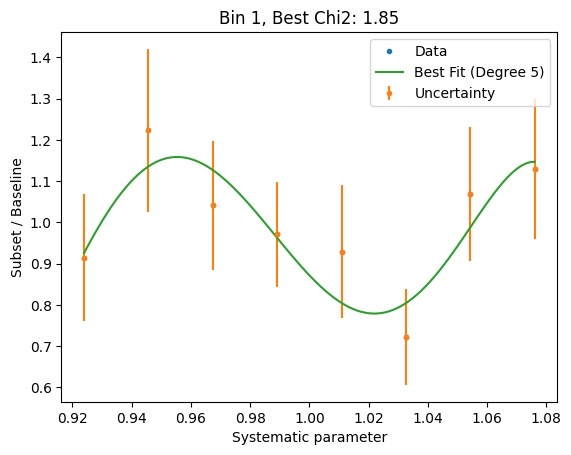 Bin 1, Best Chi2: 1.85
Data
Best Fit (Degree 5)
Uncertainty
Subset / Baseline
1.4
1.3
1.2
1.1
1.0
0.9
0.8
0.7
0.6
0.92 0.94 0.96 0.98 1.00 1.02 1.04 1.06 1.08
Systematic parameter